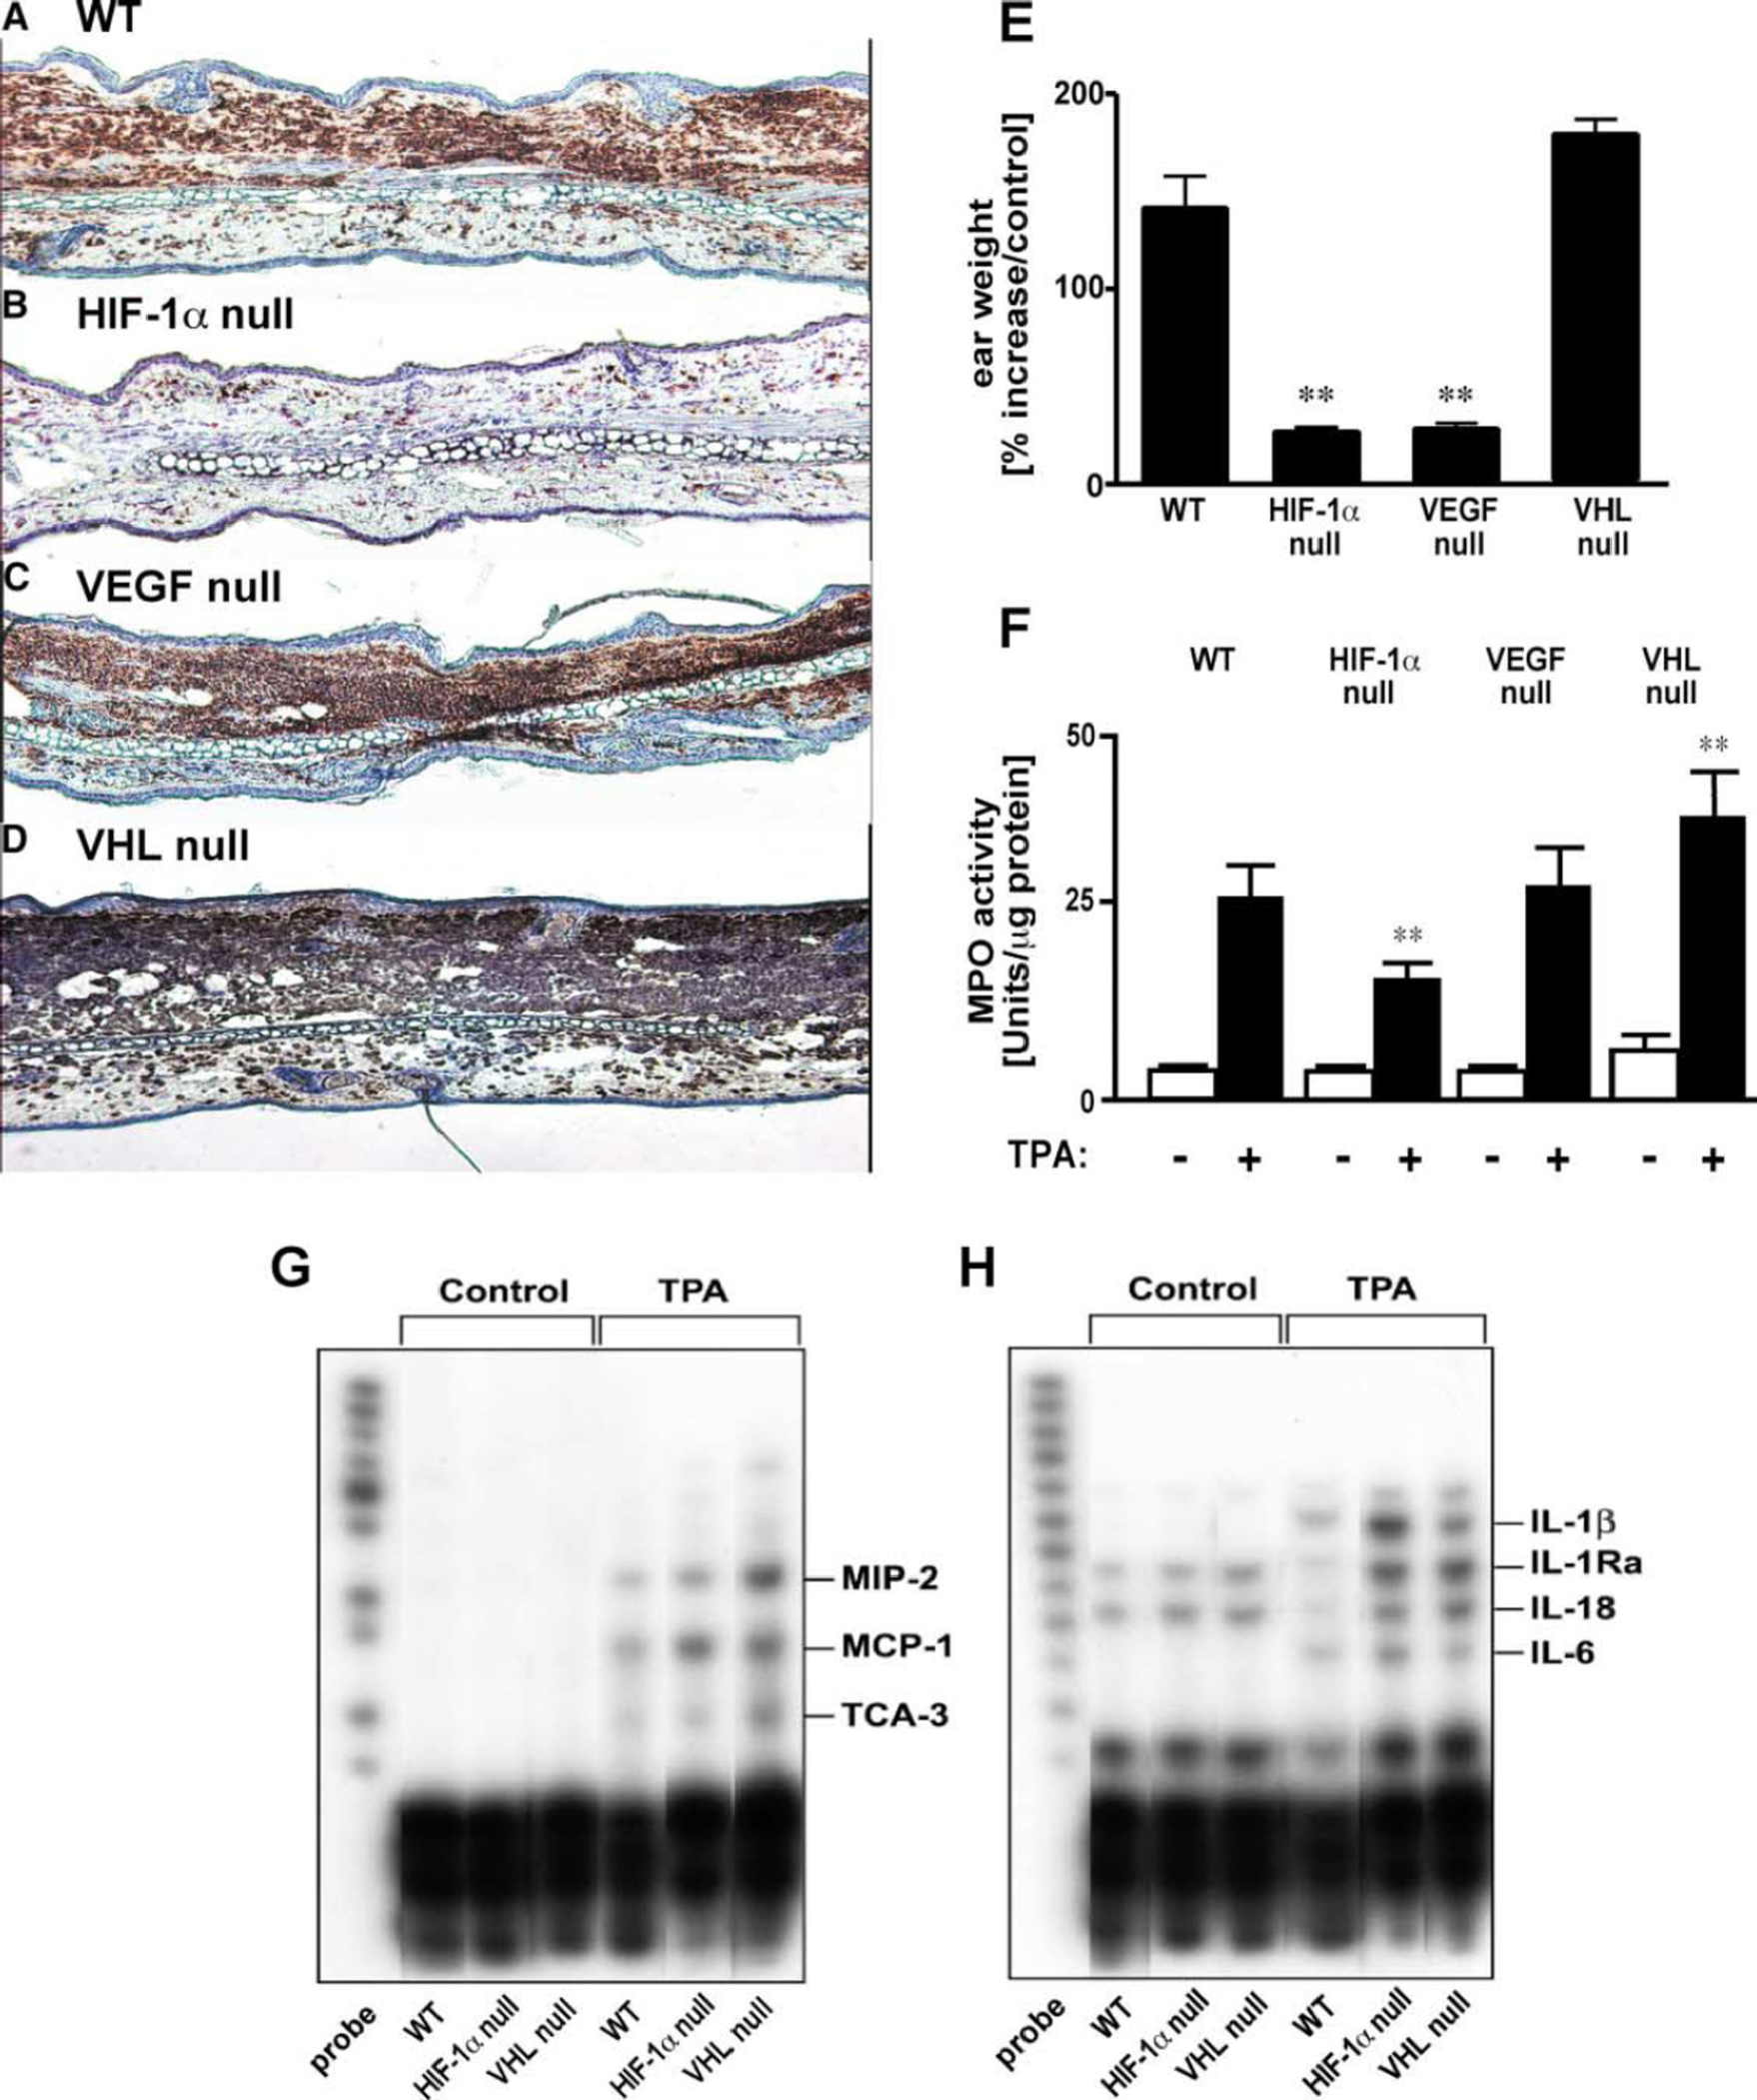 A WT
B HIF-1α null
C VEGF null
D VHL null
E
ear weight
[% increase/control]
200
100
0
WT
HIF-1α
null
VEGF
null
VHL
null
**
**
F
WT
HIF-1α
null
VEGF
null
VHL
null
MPO activity
[Units/μg protein]
50
25
0
**
**
TPA: - + - + - + - +
G
Control TPA
MIP-2
MCP-1
TCA-3
probe
WT
HIF-1α null
VHL null
WT
HIF-1α null
VHL null
H
Control TPA
IL-1β
IL-1Ra
IL-18
IL-6
probe
WT
HIF-1α null
VHL null
WT
HIF-1α null
VHL null